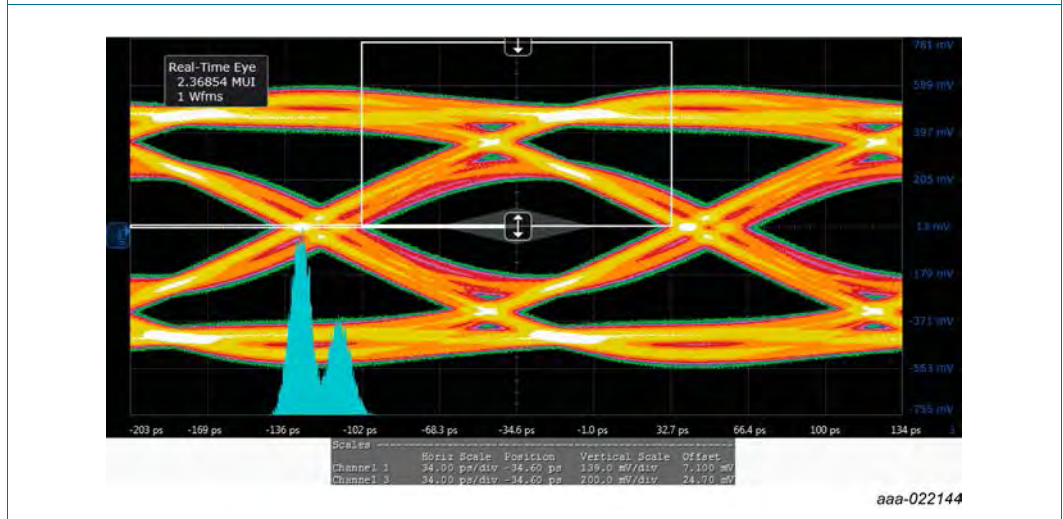 Real-Time Eye
2.36854 MUI
1 Wfms
781 mV
589 mV
397 mV
205 mV
13 mV
-179 mV
-371 mV
-563 mV
-755 mV
-203 ps -169 ps -136 ps -102 ps -68.3 ps -34.6 ps -1.0 ps 32.7 ps 66.4 ps 100 ps 134 ps 3
Scales
Horiz Scale Position Vertical Scale Offset
Channel 1 34.00 ps/div -34.60 ps 139.0 mV/div 7.100 mV
Channel 3 34.00 ps/div -34.60 ps 200.0 mV/div 24.70 mV
aaa-022144